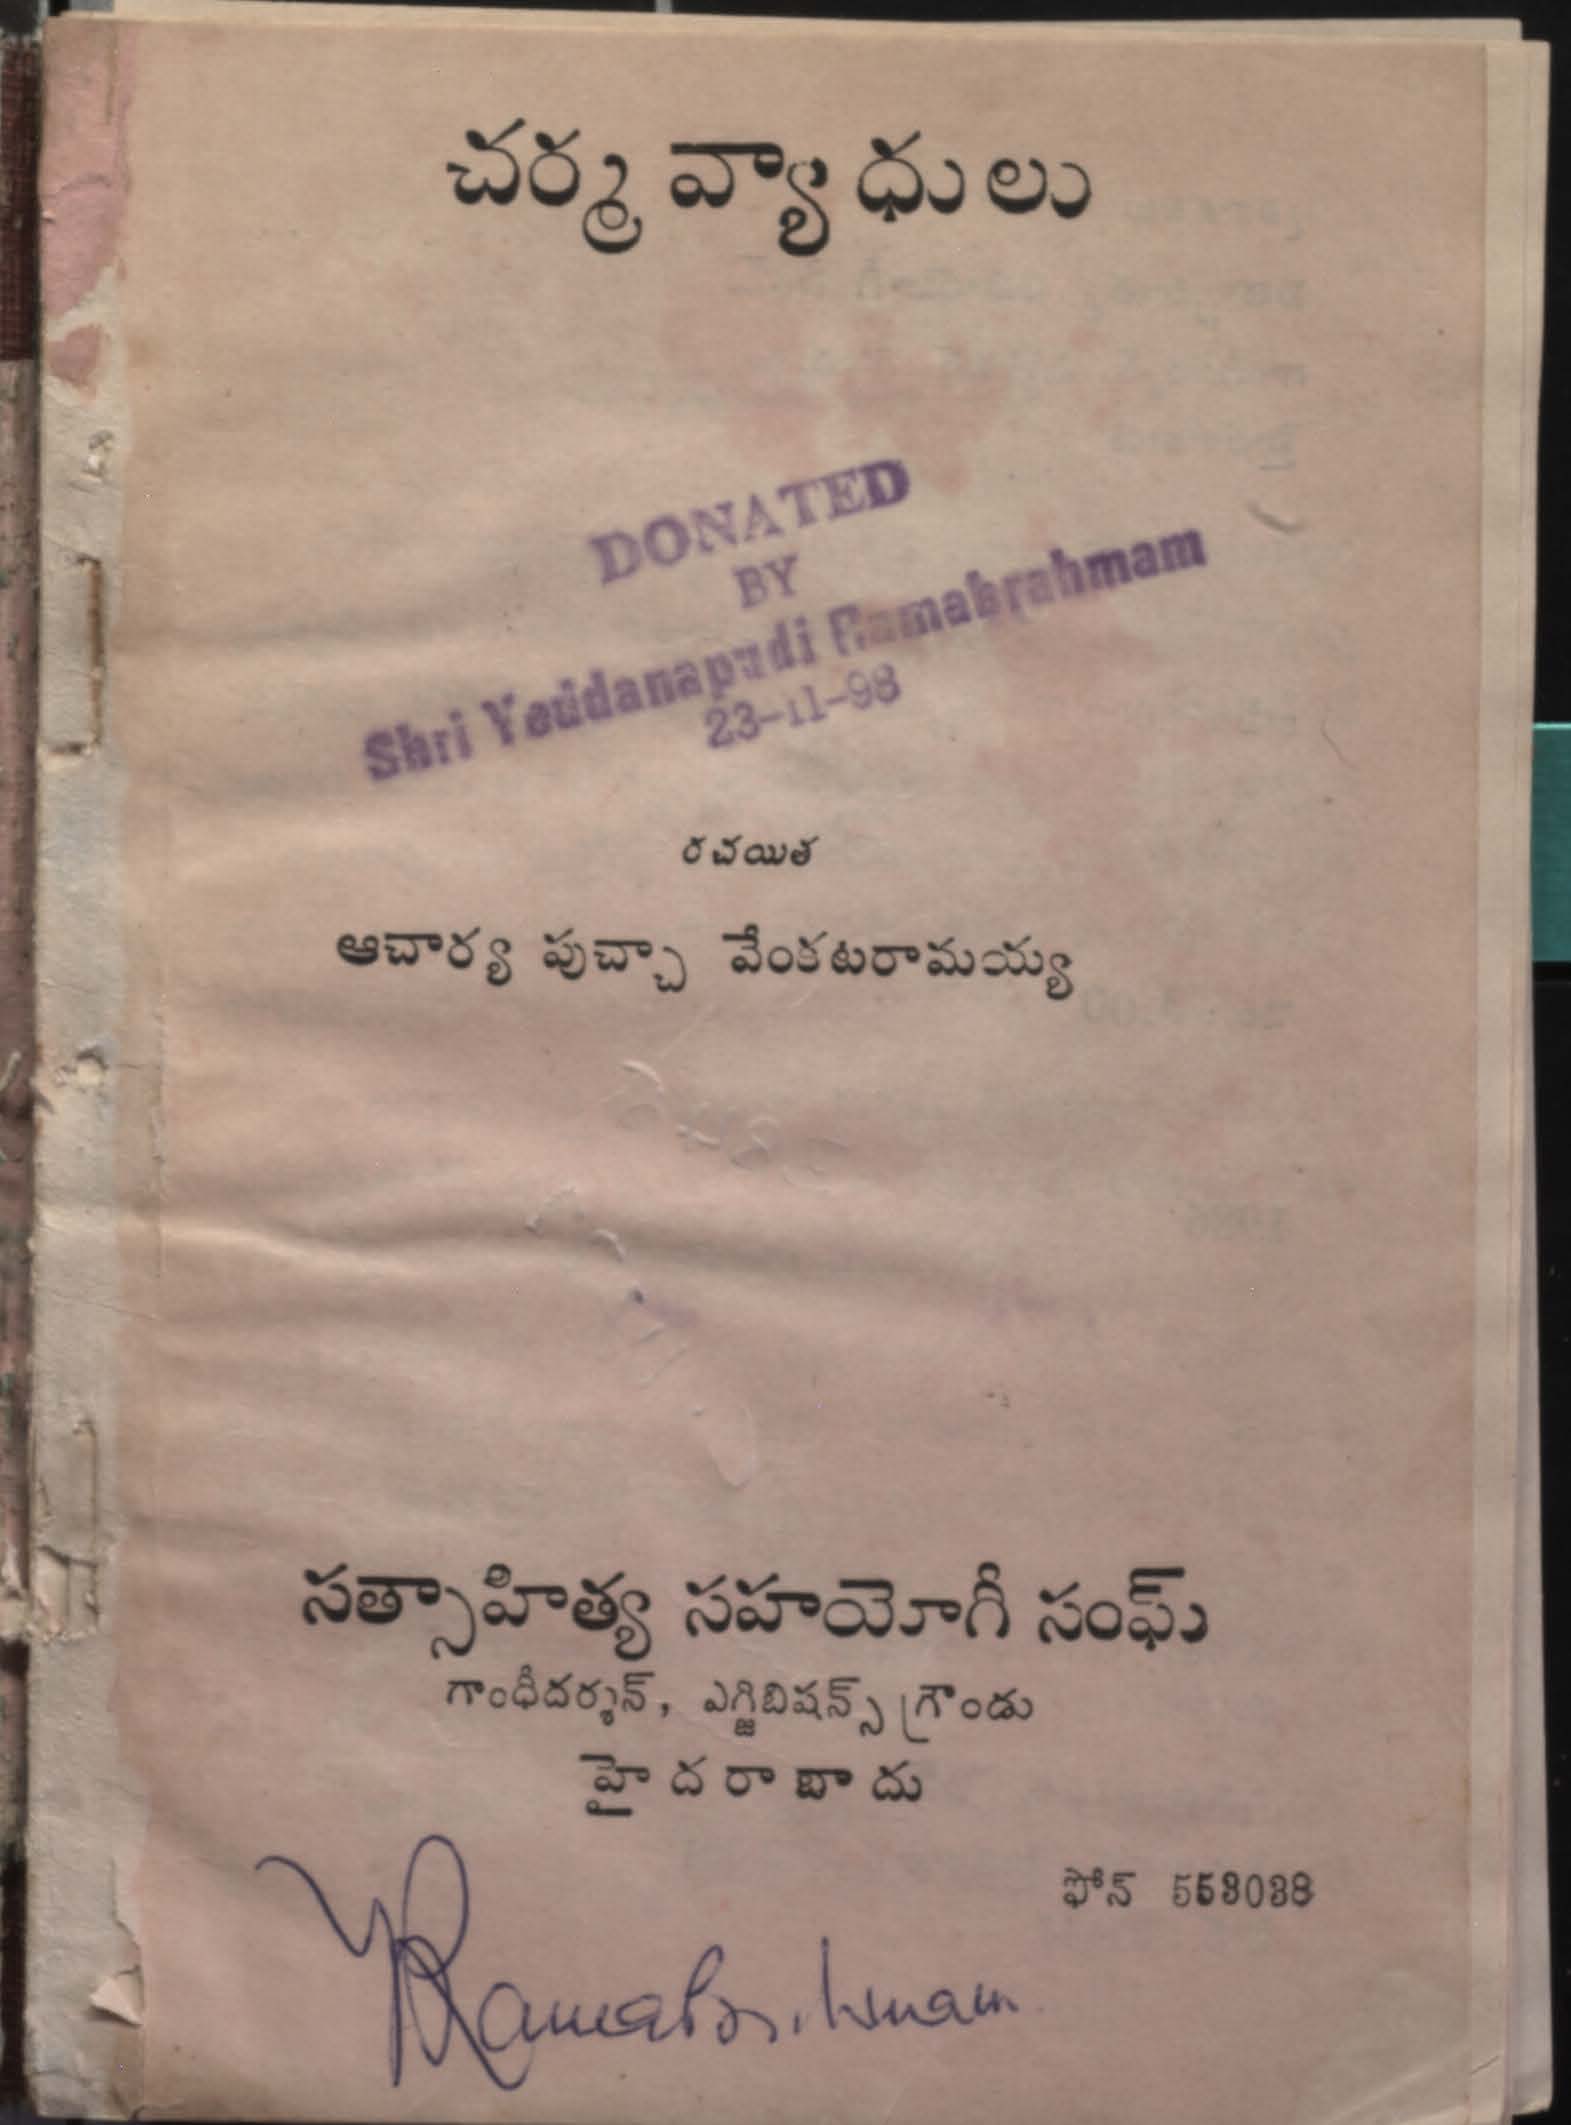 చర్మ వ్యాధులు
DONATED
BY
Shri Yeddanapudi Ramabrahmam
23-11-98
రచయిత
ఆచార్య పుచ్చా వేంకటరామయ్య
సత్సాహిత్య సహయోగీ సంఘ్
గాంధీదర్శన్, ఎగ్జిబిషన్స్ గ్రౌండు
హైదరాబాదు
ఫోన్ 553038
YRamabrahmam